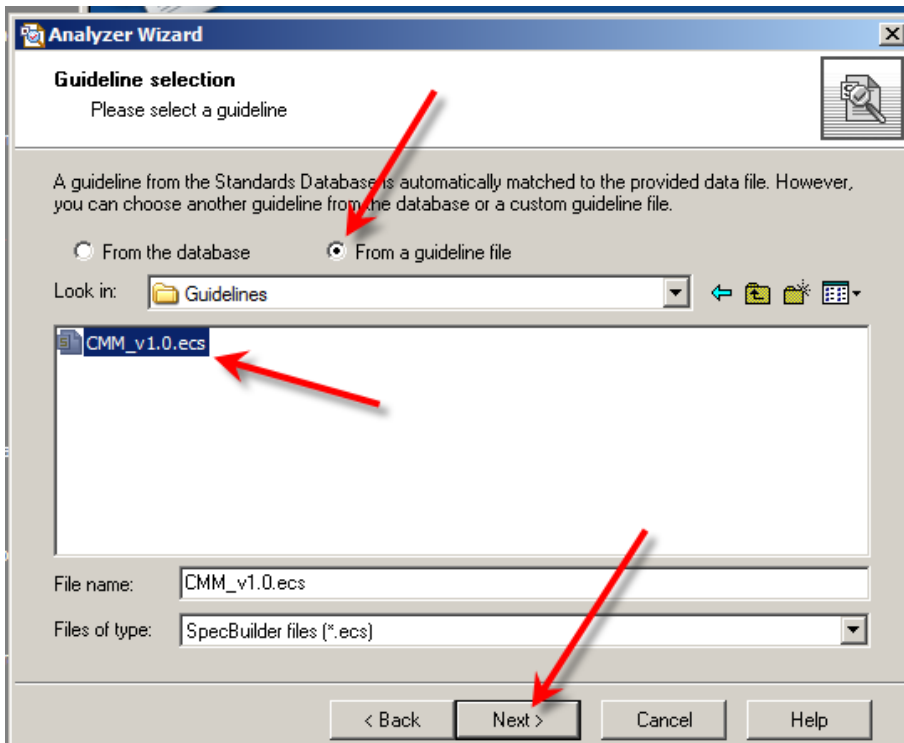 Analyzer Wizard
Guideline selection
Please select a guideline
A guideline from the Standards Database is automatically matched to the provided data file. However,
you can choose another guideline from the database or a custom guideline file.
From the database From a guideline file
Look in: Guidelines
CMM_v1.0.ecs
File name: CMM_v1.0.ecs
Files of type: SpecBuilder files (*.ecs)
< Back Next > Cancel Help